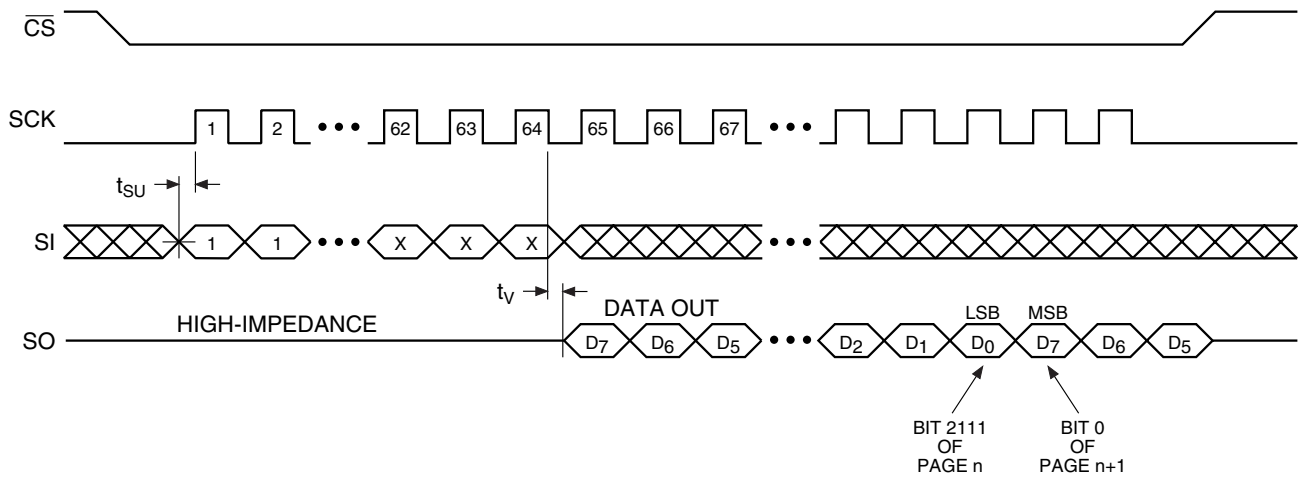 CS
SCK 1 2 ••• 62 63 64 65 66 67 •••
tSU
SI 1 1 ••• X X X •••
tV
HIGH-IMPEDANCE DATA OUT LSB MSB
SO D7 D6 D5 ••• D2 D1 D0 D7 D6 D5
BIT 2111
OF
PAGE n
BIT 0
OF
PAGE n+1